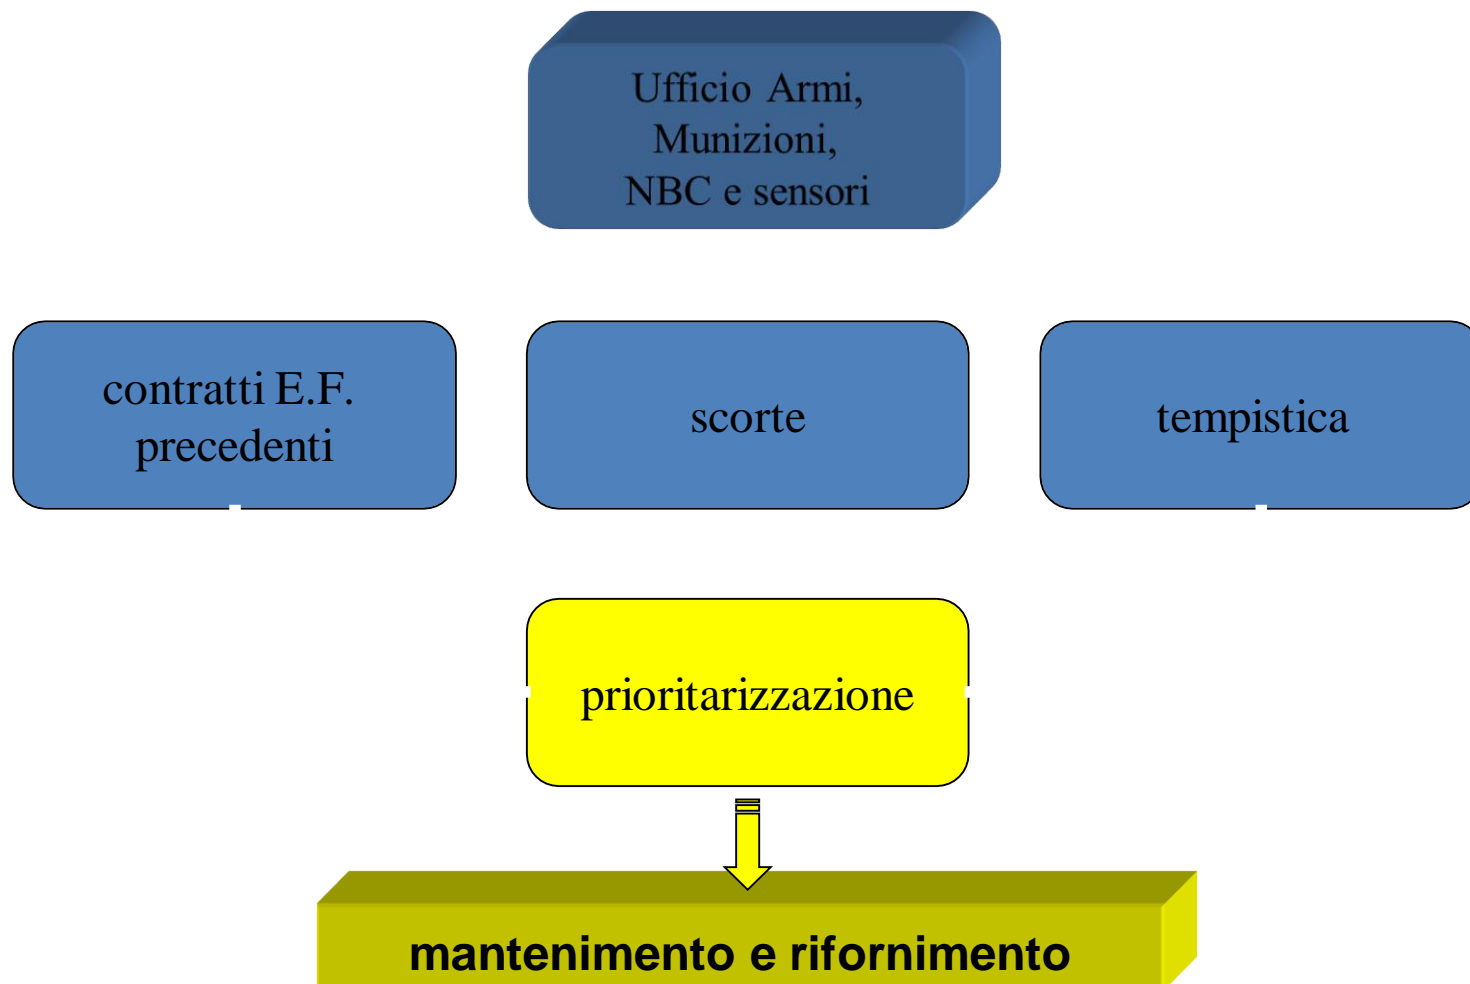 Ufficio Armi,
Munizioni,
NBC e sensori
contratti E.F.
precedenti
scorte
tempistica
prioritarizzazione
mantenimento e rifornimento